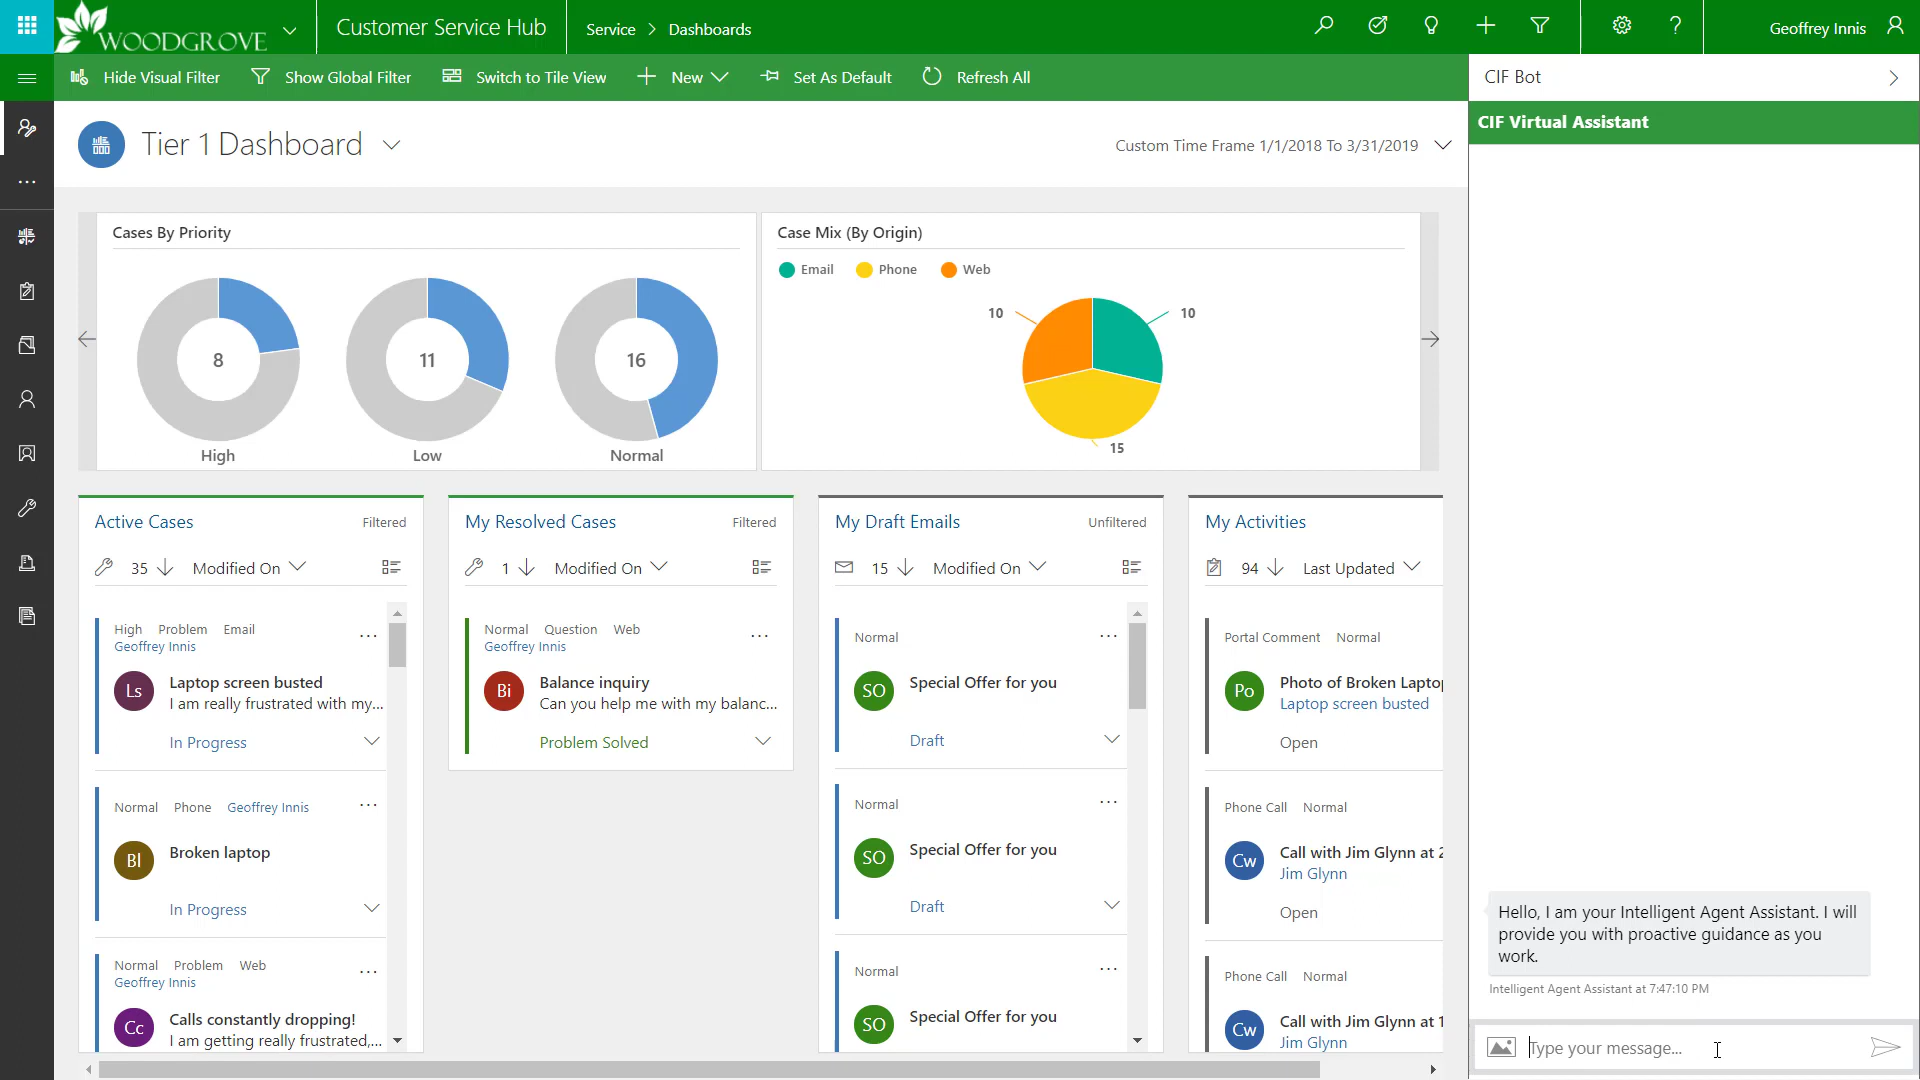 WOODGROVE
Customer Service Hub
Service > Dashboards
Geoffrey Innis
Hide Visual Filter
Show Global Filter
Switch to Tile View
New
Set As Default
Refresh All
CIF Bot
CIF Virtual Assistant
Tier 1 Dashboard
Custom Time Frame 1/1/2018 To 3/31/2019
Cases By Priority
8
11
16
High
Low
Normal
Case Mix (By Origin)
Email
Phone
Web
10
10
15
Active Cases
Filtered
35
Modified On
High Problem Email
Geoffrey Innis
Ls
Laptop screen busted
I am really frustrated with my...
In Progress
Normal Phone Geoffrey Innis
Bl
Broken laptop
In Progress
Normal Problem Web
Geoffrey Innis
Cc
Calls constantly dropping!
I am getting really frustrated,...
My Resolved Cases
Filtered
1
Modified On
Normal Question Web
Geoffrey Innis
Bi
Balance inquiry
Can you help me with my balanc...
Problem Solved
My Draft Emails
Unfiltered
15
Modified On
Normal
SO
Special Offer for you
Draft
Normal
SO
Special Offer for you
Draft
Normal
SO
Special Offer for you
My Activities
94
Last Updated
Portal Comment Normal
Po
Photo of Broken Laptop
Laptop screen busted
Open
Phone Call Normal
Cw
Call with Jim Glynn at 2
Jim Glynn
Open
Phone Call Normal
Cw
Call with Jim Glynn at 1
Jim Glynn
Hello, I am your Intelligent Agent Assistant. I will
provide you with proactive guidance as you
work.
Intelligent Agent Assistant at 7:47:10 PM
Type your message...